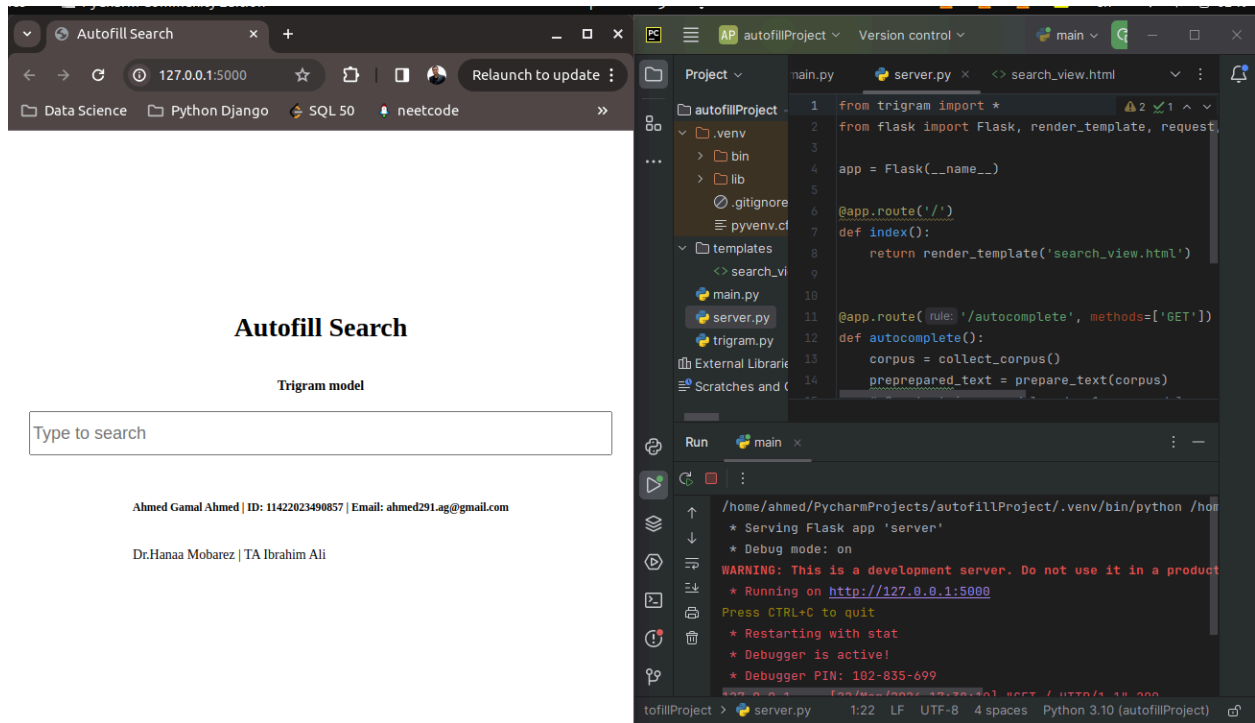 Autofill Search
127.0.0.1:5000
Relaunch to update
Data Science
Python Django
SQL 50
neetcode
»
Autofill Search
Trigram model
Type to search
Ahmed Gamal Ahmed | ID: 11422023490857 | Email: ahmed291.ag@gmail.com
Dr.Hanaa Mobarez | TA Ibrahim Ali
PC
AP autofillProject
Version control
main
Project
main.py
server.py
<> search_view.html
autofillProject
.venv
bin
lib
.gitignore
pyvenv.cf
templates
<> search_vi
main.py
server.py
trigram.py
External Librarie
Scratches and
2 1
1 from trigram import *
2 from flask import Flask, render_template, request,
3
4 app = Flask(__name__)
5
6 @app.route('/')
7 def index():
8 return render_template('search_view.html')
9
10
11 @app.route( rule: '/autocomplete', methods=['GET'])
12 def autocomplete():
13 corpus = collect_corpus()
14 preprepared_text = prepare_text(corpus)
Run
main
/home/ahmed/PycharmProjects/autofillProject/.venv/bin/python /hom
* Serving Flask app 'server'
* Debug mode: on
WARNING: This is a development server. Do not use it in a product
* Running on http://127.0.0.1:5000
Press CTRL+C to quit
* Restarting with stat
* Debugger is active!
* Debugger PIN: 102-835-699
tofillProject > server.py
1:22 LF UTF-8 4 spaces Python 3.10 (autofillProject)